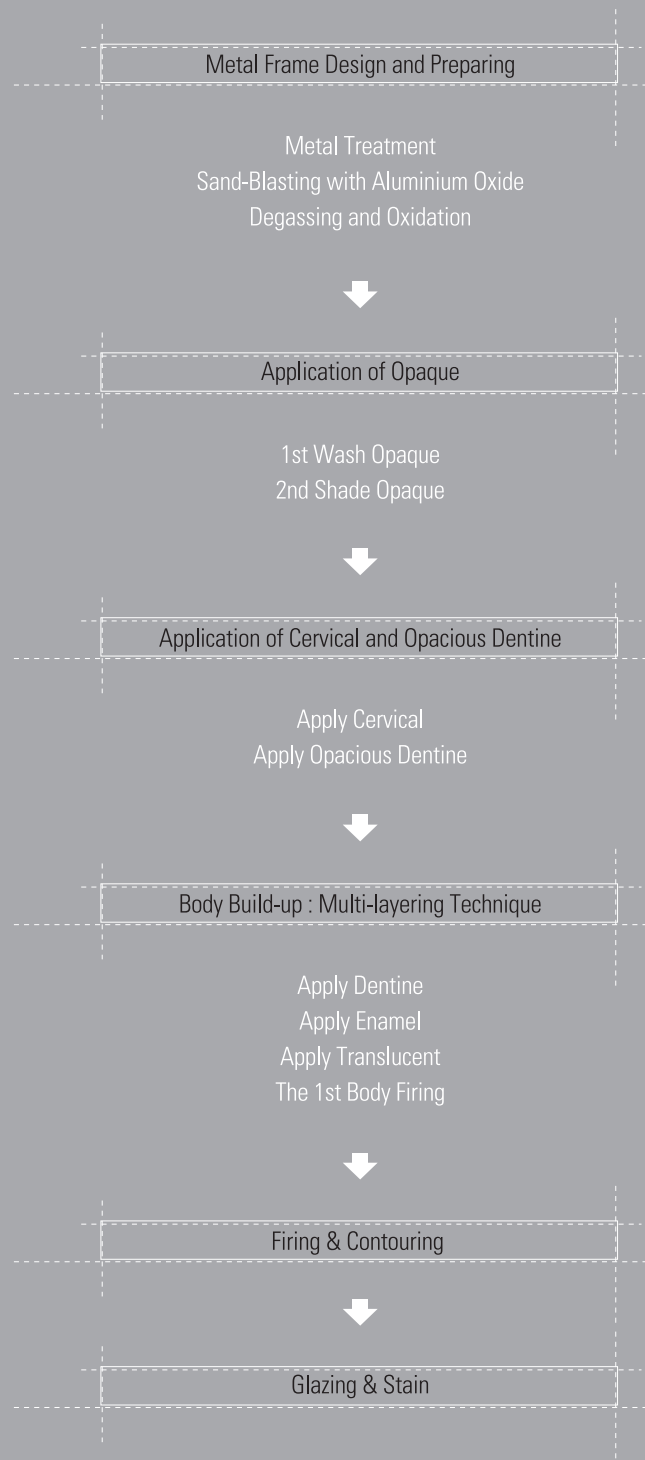 Metal Frame Design and Preparing
Metal Treatment
Sand-Blasting with Aluminium Oxide
Degassing and Oxidation
Application of Opaque
1st Wash Opaque
2nd Shade Opaque
Application of Cervical and Opacious Dentine
Apply Cervical
Apply Opacious Dentine
Body Build-up : Multi-layering Technique
Apply Dentine
Apply Enamel
Apply Translucent
The 1st Body Firing
Firing & Contouring
Glazing & Stain